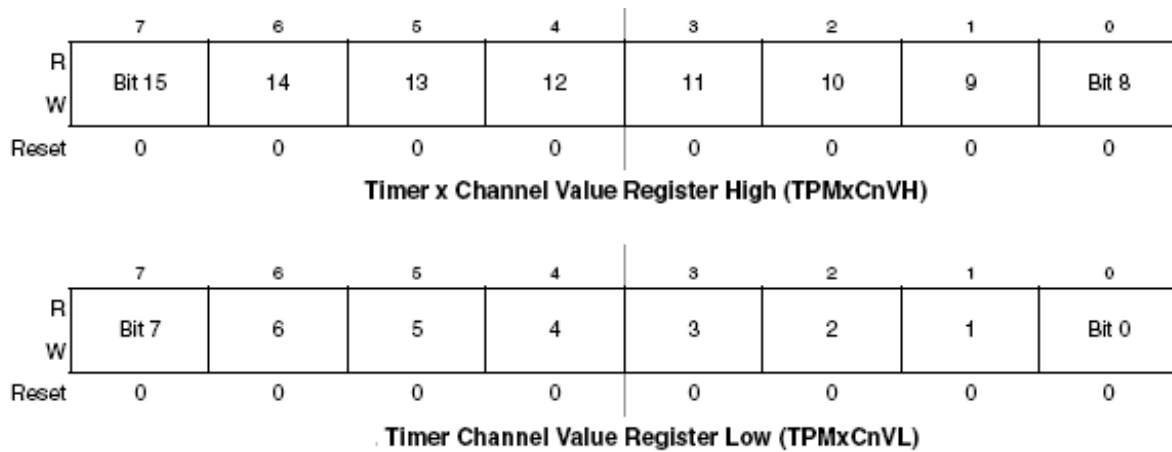 7 6 5 4 3 2 1 0
R
Bit 15 14 13 12 11 10 9 Bit 8
W
Reset 0 0 0 0 0 0 0 0
Timer x Channel Value Register High (TPMxCnVH)
7 6 5 4 3 2 1 0
R
Bit 7 6 5 4 3 2 1 Bit 0
W
Reset 0 0 0 0 0 0 0 0
. Timer Channel Value Register Low (TPMxCnVL)